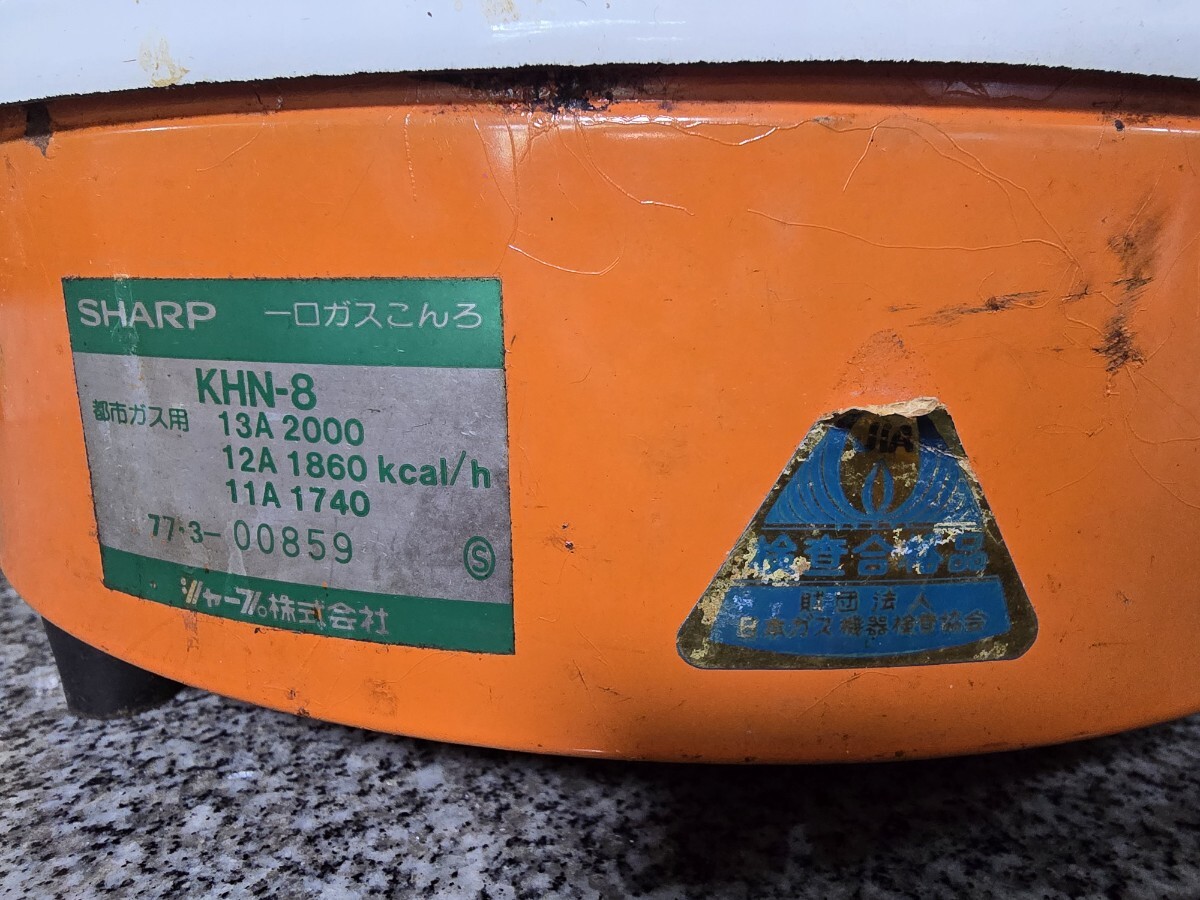 SHARP 一口ガスこんろ
KHN-8
都市ガス用 13A 2000
12A 1860 kcal/h
11A 1740
77·3-00859 Ⓢ
シャープ株式会社
JIA
検査合格品
財団法人
日本ガス機器検査協会